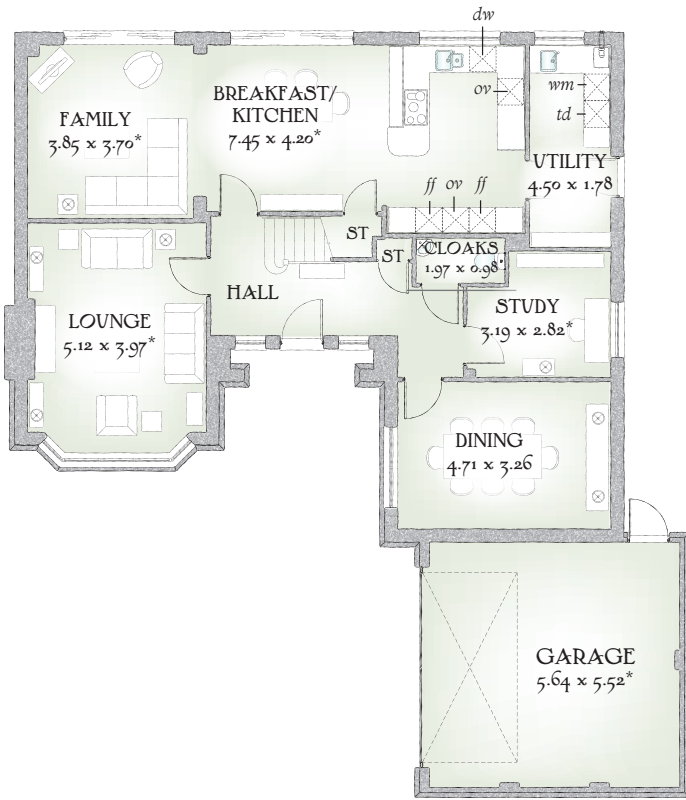 dw
FAMILY
3.85 x 3.70*
BREAKFAST/
KITCHEN
7.45 x 4.20*
ov
wm
td
UTILITY
4.50 x 1.78
ff ov ff
ST
ST
CLOAKS
1.97 x 0.98*
HALL
LOUNGE
5.12 x 3.97*
STUDY
3.19 x 2.82*
DINING
4.71 x 3.26
GARAGE
5.64 x 5.52*